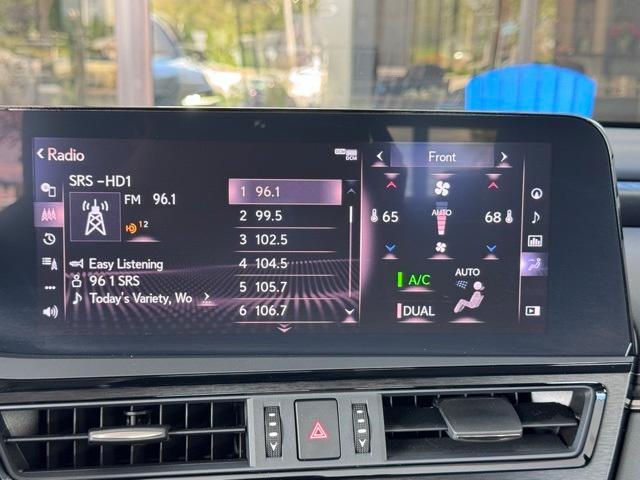 Radio
DCM
DCM
SRS -HD1
FM 96.1
12
Easy Listening
96 1 SRS
Today's Variety, Wo
1 96.1
2 99.5
3 102.5
4 104.5
5 105.7
6 106.7
Front
65
AUTO
68
A/C
AUTO
DUAL